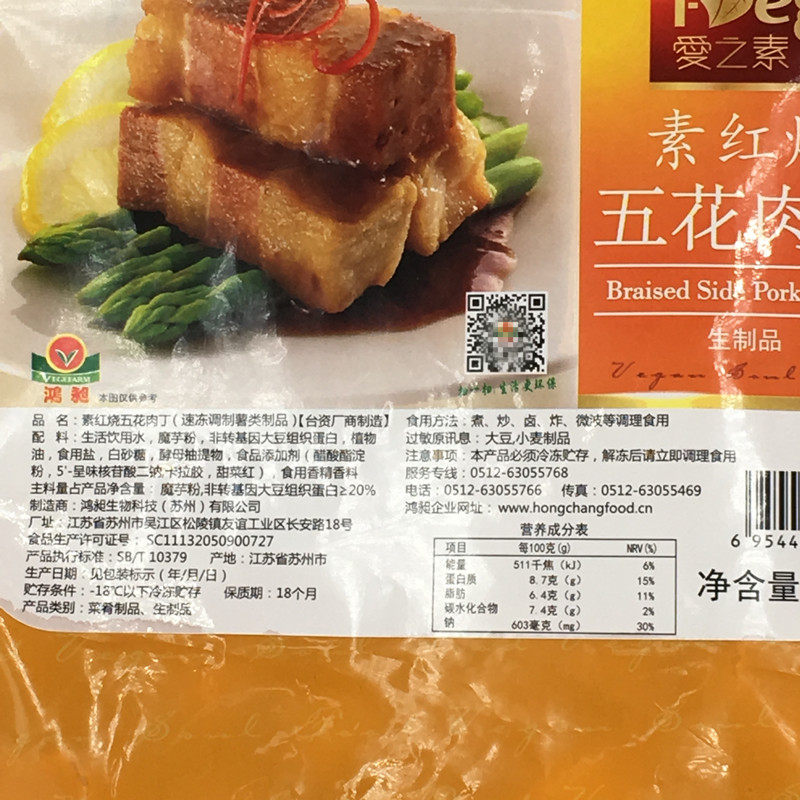 愛之素
素红烧
五花肉
Braised Side Pork
生制品
VEGEFARM
鸿昶
本图仅供参考
扫一扫 生活更环保
品 名：素红烧五花肉丁（速冻调制薯类制品）【台资厂商制造】
配 料：生活饮用水，魔芋粉，非转基因大豆组织蛋白，植物
油，食用盐，白砂糖，酵母抽提物，食品添加剂（醋酸酯淀
粉，5'-呈味核苷酸二钠，卡拉胶，甜菜红），食用香精香料
主料量占产品净含量： 魔芋粉，非转基因大豆组织蛋白≥20%
制造商：鸿昶生物科技（苏州）有限公司
厂址：江苏省苏州市吴江区松陵镇友谊工业区长安路18号
食品生产许可证号： SC11132050900727
产品执行标准：SB/T 10379 产地：江苏省苏州市
生产日期：见包装标示（年/月/日）
贮存条件：-18℃以下冷冻贮存 保质期：18个月
产品类别：菜肴制品、生制品
食用方法：煮、炒、卤、炸、微波等调理食用
过敏原讯息：大豆,小麦制品
注意事项：本产品必须冷冻贮存，解冻后请立即调理食用
服务专线：0512-63055768
电话：0512-63055766 传真：0512-63055469
鸿昶企业网址：www.hongchangfood.cn
营养成分表
项目 每100克(g) NRV(%)
能量 511千焦（kJ） 6%
蛋白质 8.7克（g） 15%
脂肪 6.4克（g） 11%
碳水化合物 7.4克（g） 2%
钠 603毫克（mg） 30%
6 95444
净含量